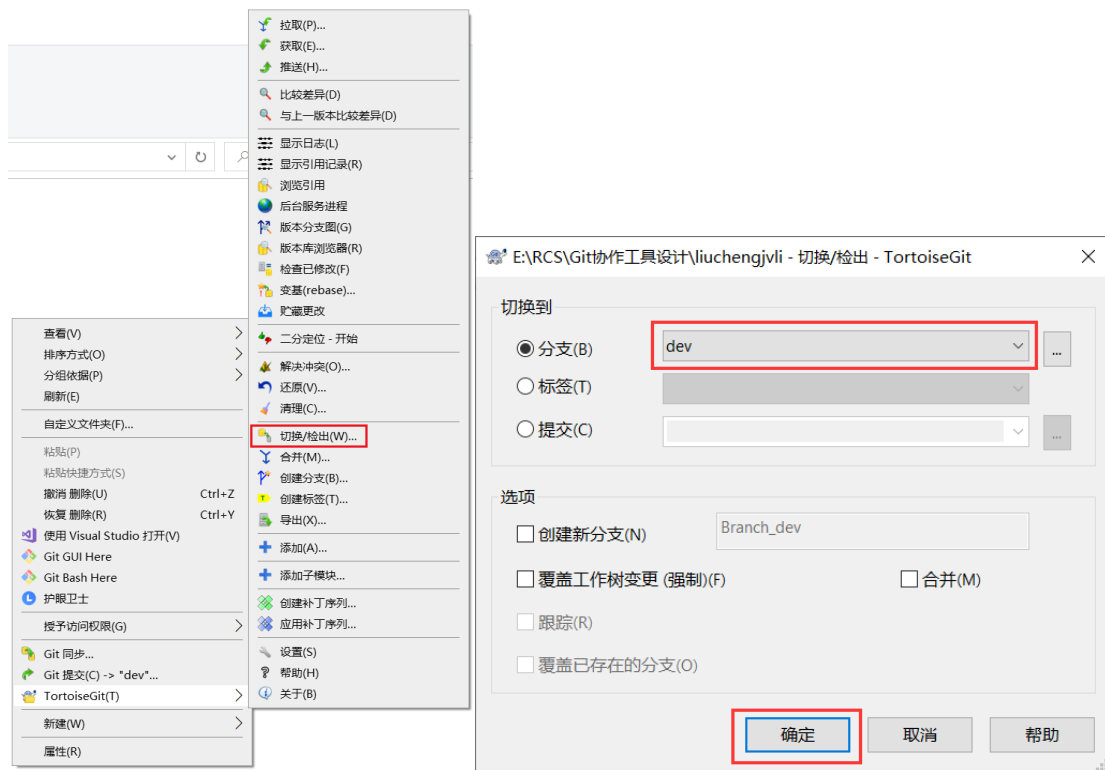 拉取(P)...
获取(E)...
推送(H)...
比较差异(D)
与上一版本比较差异(D)
显示日志(L)
显示引用记录(R)
浏览引用
后台服务进程
版本分支图(G)
版本库浏览器(R)
检查已修改(F)
变基(rebase)...
贮藏更改
二分定位 - 开始
解决冲突(O)...
还原(V)...
清理(C)...
切换/检出(W)...
合并(M)...
创建分支(B)...
创建标签(T)...
导出(X)...
添加(A)...
添加子模块...
创建补丁序列...
应用补丁序列...
设置(S)
帮助(H)
关于(B)
查看(V)
排序方式(O)
分组依据(P)
刷新(E)
自定义文件夹(F)...
粘贴(P)
粘贴快捷方式(S)
撤消 删除(U) Ctrl+Z
恢复 删除(R) Ctrl+Y
使用 Visual Studio 打开(V)
Git GUI Here
Git Bash Here
护眼卫士
授予访问权限(G)
Git 同步...
Git 提交(C) -> "dev"...
TortoiseGit(T)
新建(W)
属性(R)
E:\RCS\Git协作工具设计\liuchengjvli - 切换/检出 - TortoiseGit
切换到
分支(B) dev ...
标签(T)
提交(C) ...
选项
创建新分支(N) Branch_dev
覆盖工作树变更 (强制)(F) 合并(M)
跟踪(R)
覆盖已存在的分支(O)
确定 取消 帮助